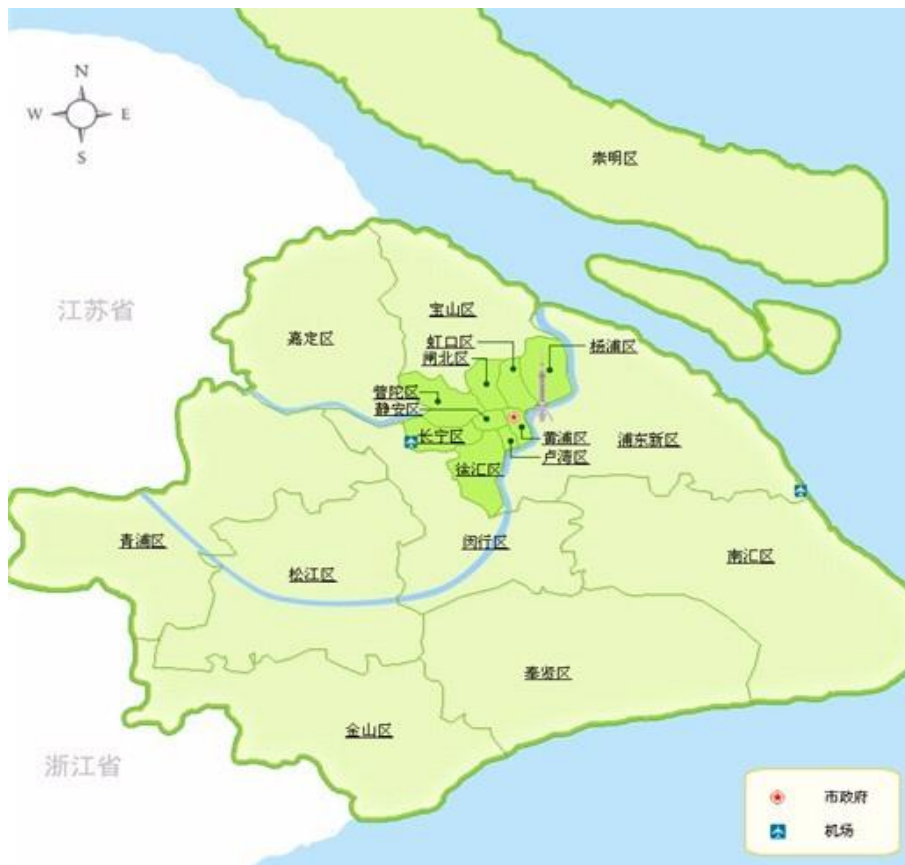 N
W
E
S
崇明区
江苏省
宝山区
嘉定区
虹口区
杨浦区
闸北区
普陀区
静安区
长宁区
黄浦区
浦东新区
卢湾区
徐汇区
青浦区
闵行区
南汇区
松江区
奉贤区
金山区
浙江省
市政府
机场